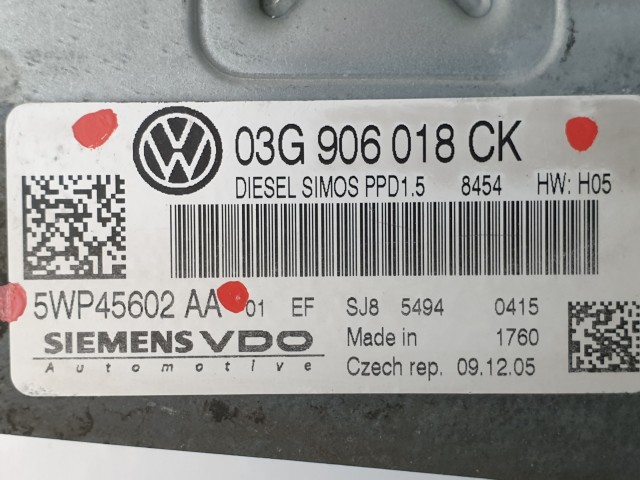 03G 906 018 CK
DIESEL SIMOS PPD1.5 8454 HW: H05
5WP45602 AA 01 EF SJ8 5494 0415
SIEMENS VDO Made in 1760
Automotive Czech rep. 09.12.05